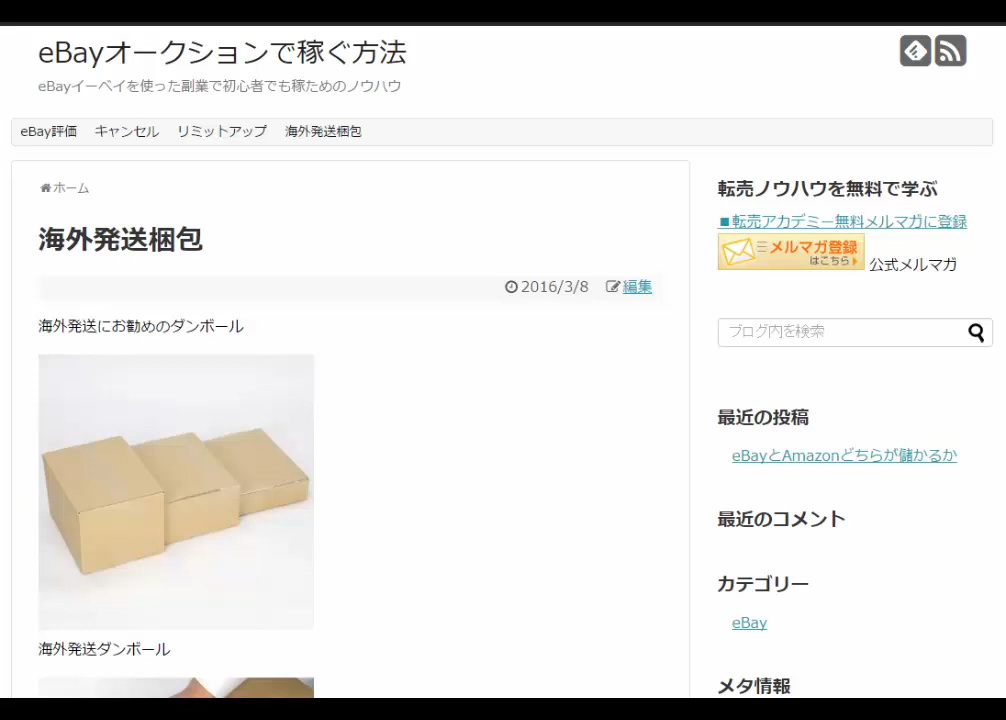 eBayオークションで稼ぐ方法
eBayイーベイを使った副業で初心者でも稼ためのノウハウ
eBay評価 キャンセル リミットアップ 海外発送梱包
ホーム
海外発送梱包
2016/3/8 編集
海外発送にお勧めのダンボール
海外発送ダンボール
転売ノウハウを無料で学ぶ
■転売アカデミー無料メルマガに登録
メルマガ登録
はこちら
公式メルマガ
ブログ内を検索
最近の投稿
eBayとAmazonどちらが儲かるか
最近のコメント
カテゴリー
eBay
メタ情報